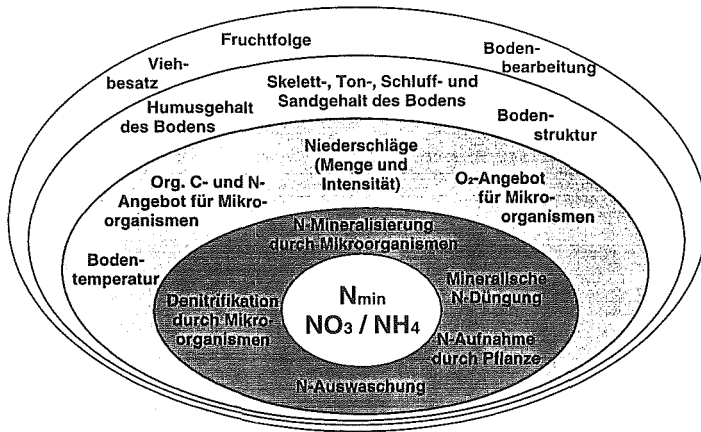 Fruchtfolge
Vieh-
besatz
Boden-
bearbeitung
Skelett-, Ton-, Schluff- und
Sandgehalt des Bodens
Humusgehalt
des Bodens
Boden-
struktur
Niederschläge
(Menge und
Intensität)
Org. C- und N-
Angebot für Mikro-
organismen
O₂-Angebot
für Mikro-
organismen
Boden-
temperatur
N-Mineralisierung
durch Mikroorganismen
Mineralische
N-Düngung
Denitrifikation
durch Mikro-
organismen
Nmin
NO₃ / NH₄
N-Aufnahme
durch Pflanze
N-Auswaschung